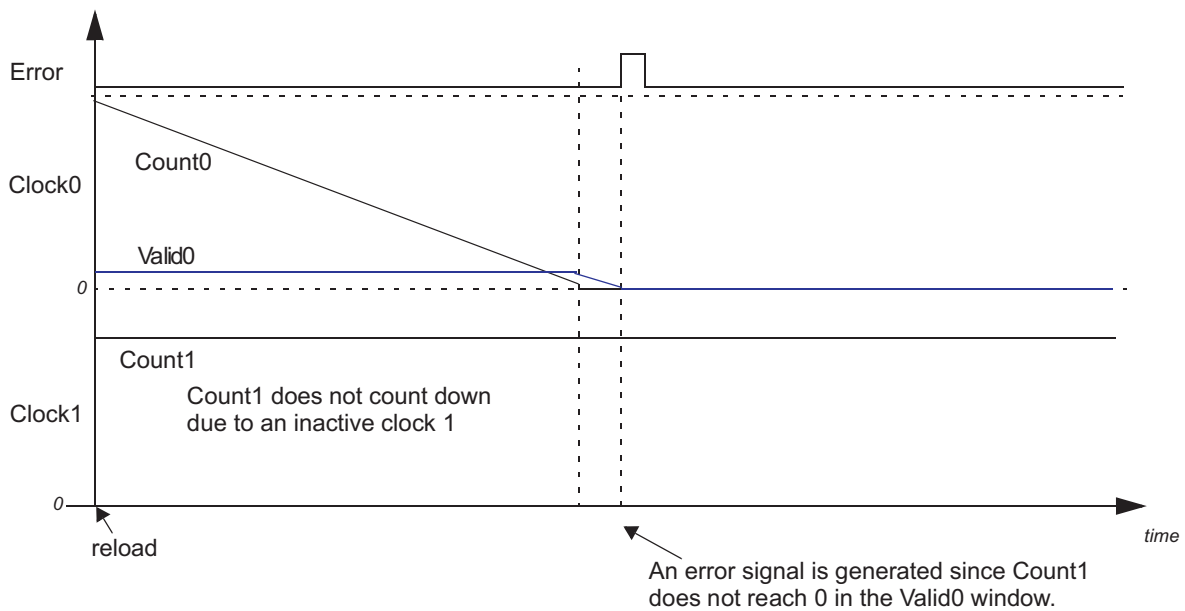 Error
Count0
Clock0
Valid0
0
Count1
Count1 does not count down
due to an inactive clock 1
Clock1
0
time
reload
An error signal is generated since Count1
does not reach 0 in the Valid0 window.